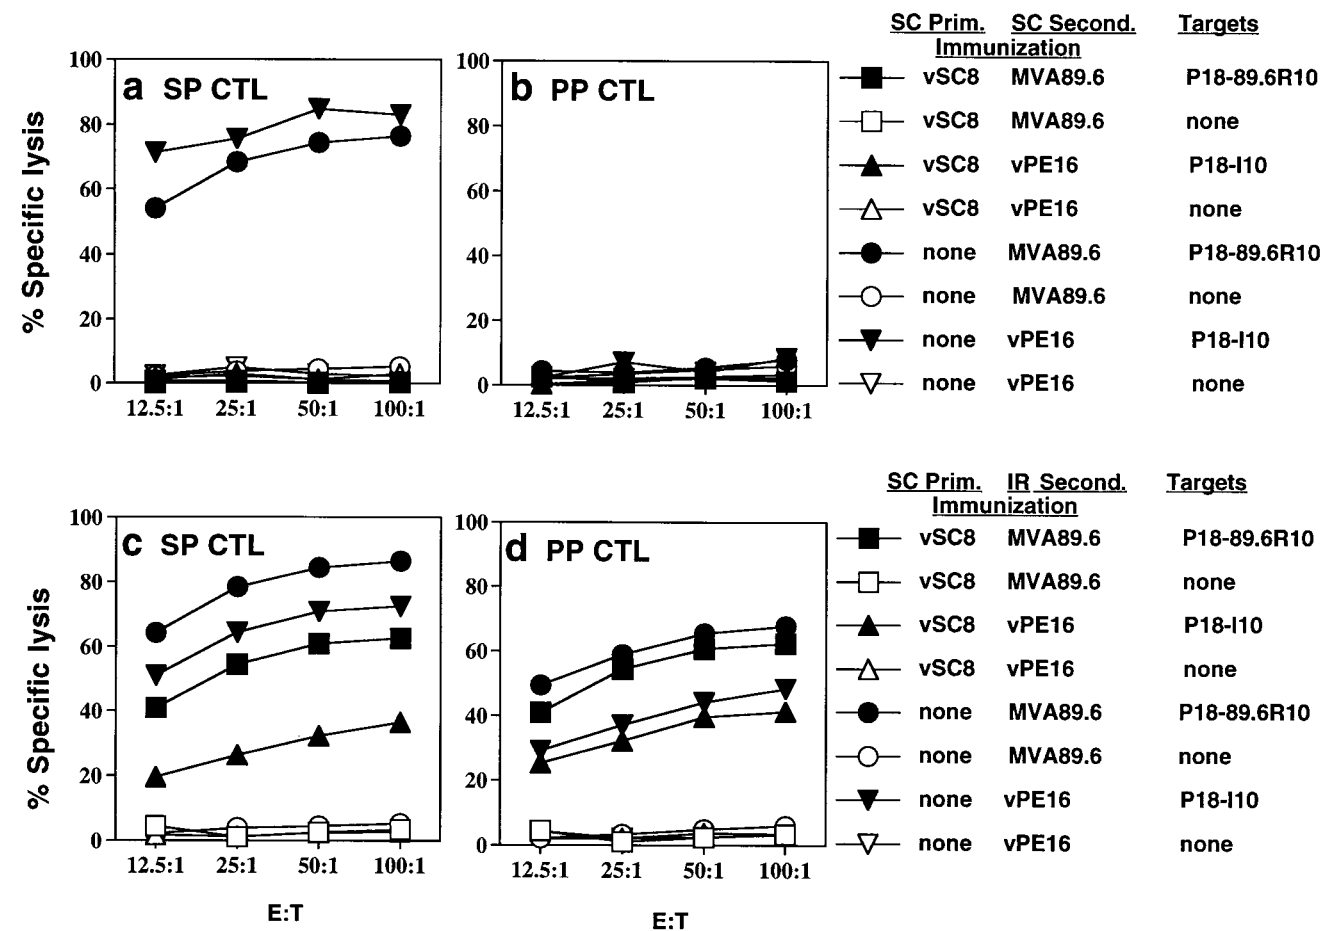 SC Prim. SC Second. Targets
Immunization
vSC8 MVA89.6 P18-89.6R10
vSC8 MVA89.6 none
vSC8 vPE16 P18-I10
vSC8 vPE16 none
none MVA89.6 P18-89.6R10
none MVA89.6 none
none vPE16 P18-I10
none vPE16 none
a SP CTL
% Specific lysis
100
80
60
40
20
0
12.5:1 25:1 50:1 100:1
b PP CTL
100
80
60
40
20
0
12.5:1 25:1 50:1 100:1
SC Prim. IR Second. Targets
Immunization
vSC8 MVA89.6 P18-89.6R10
vSC8 MVA89.6 none
vSC8 vPE16 P18-I10
vSC8 vPE16 none
none MVA89.6 P18-89.6R10
none MVA89.6 none
none vPE16 P18-I10
none vPE16 none
c SP CTL
% Specific lysis
100
80
60
40
20
0
12.5:1 25:1 50:1 100:1
E:T
d PP CTL
100
80
60
40
20
0
12.5:1 25:1 50:1 100:1
E:T